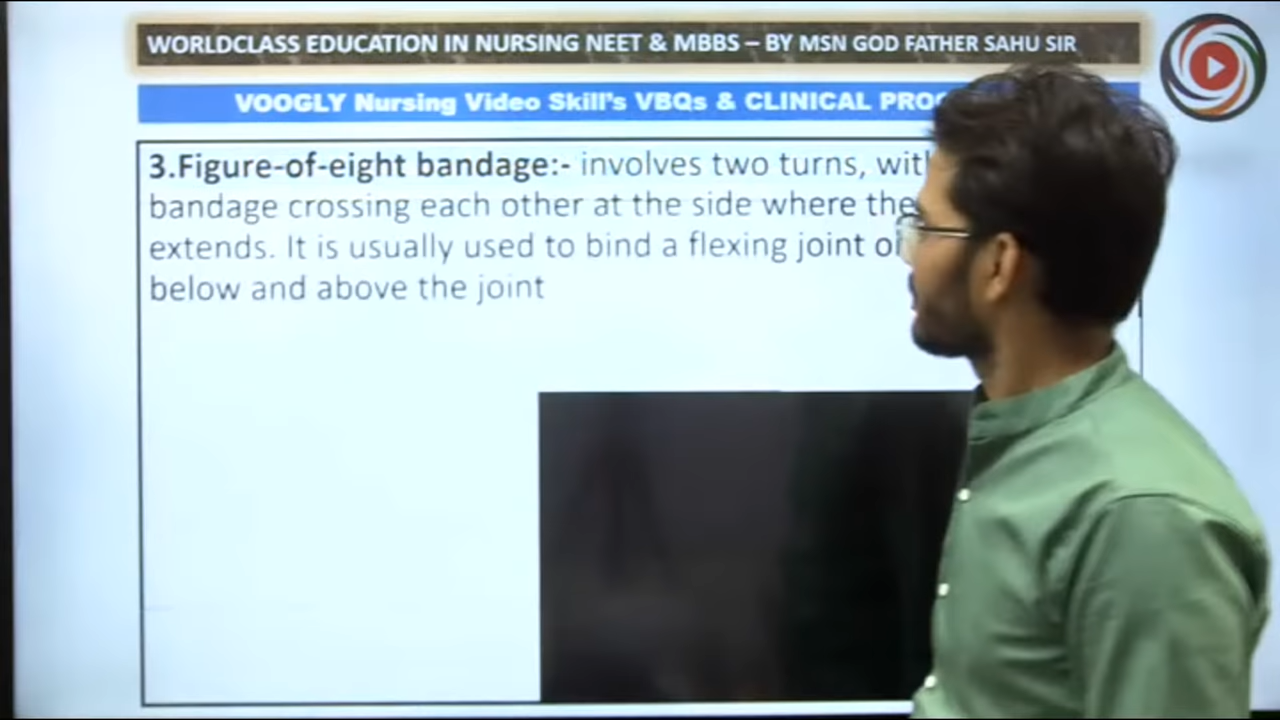 WORLDCLASS EDUCATION IN NURSING NEET & MBBS – BY MSN GOD FATHER SAHU SIR
VOOGLY Nursing Video Skill's VBQs & CLINICAL
3.Figure-of-eight bandage:- involves two turns,
bandage crossing each other at the side where
extends. It is usually used to bind a flexing joint
below and above the joint